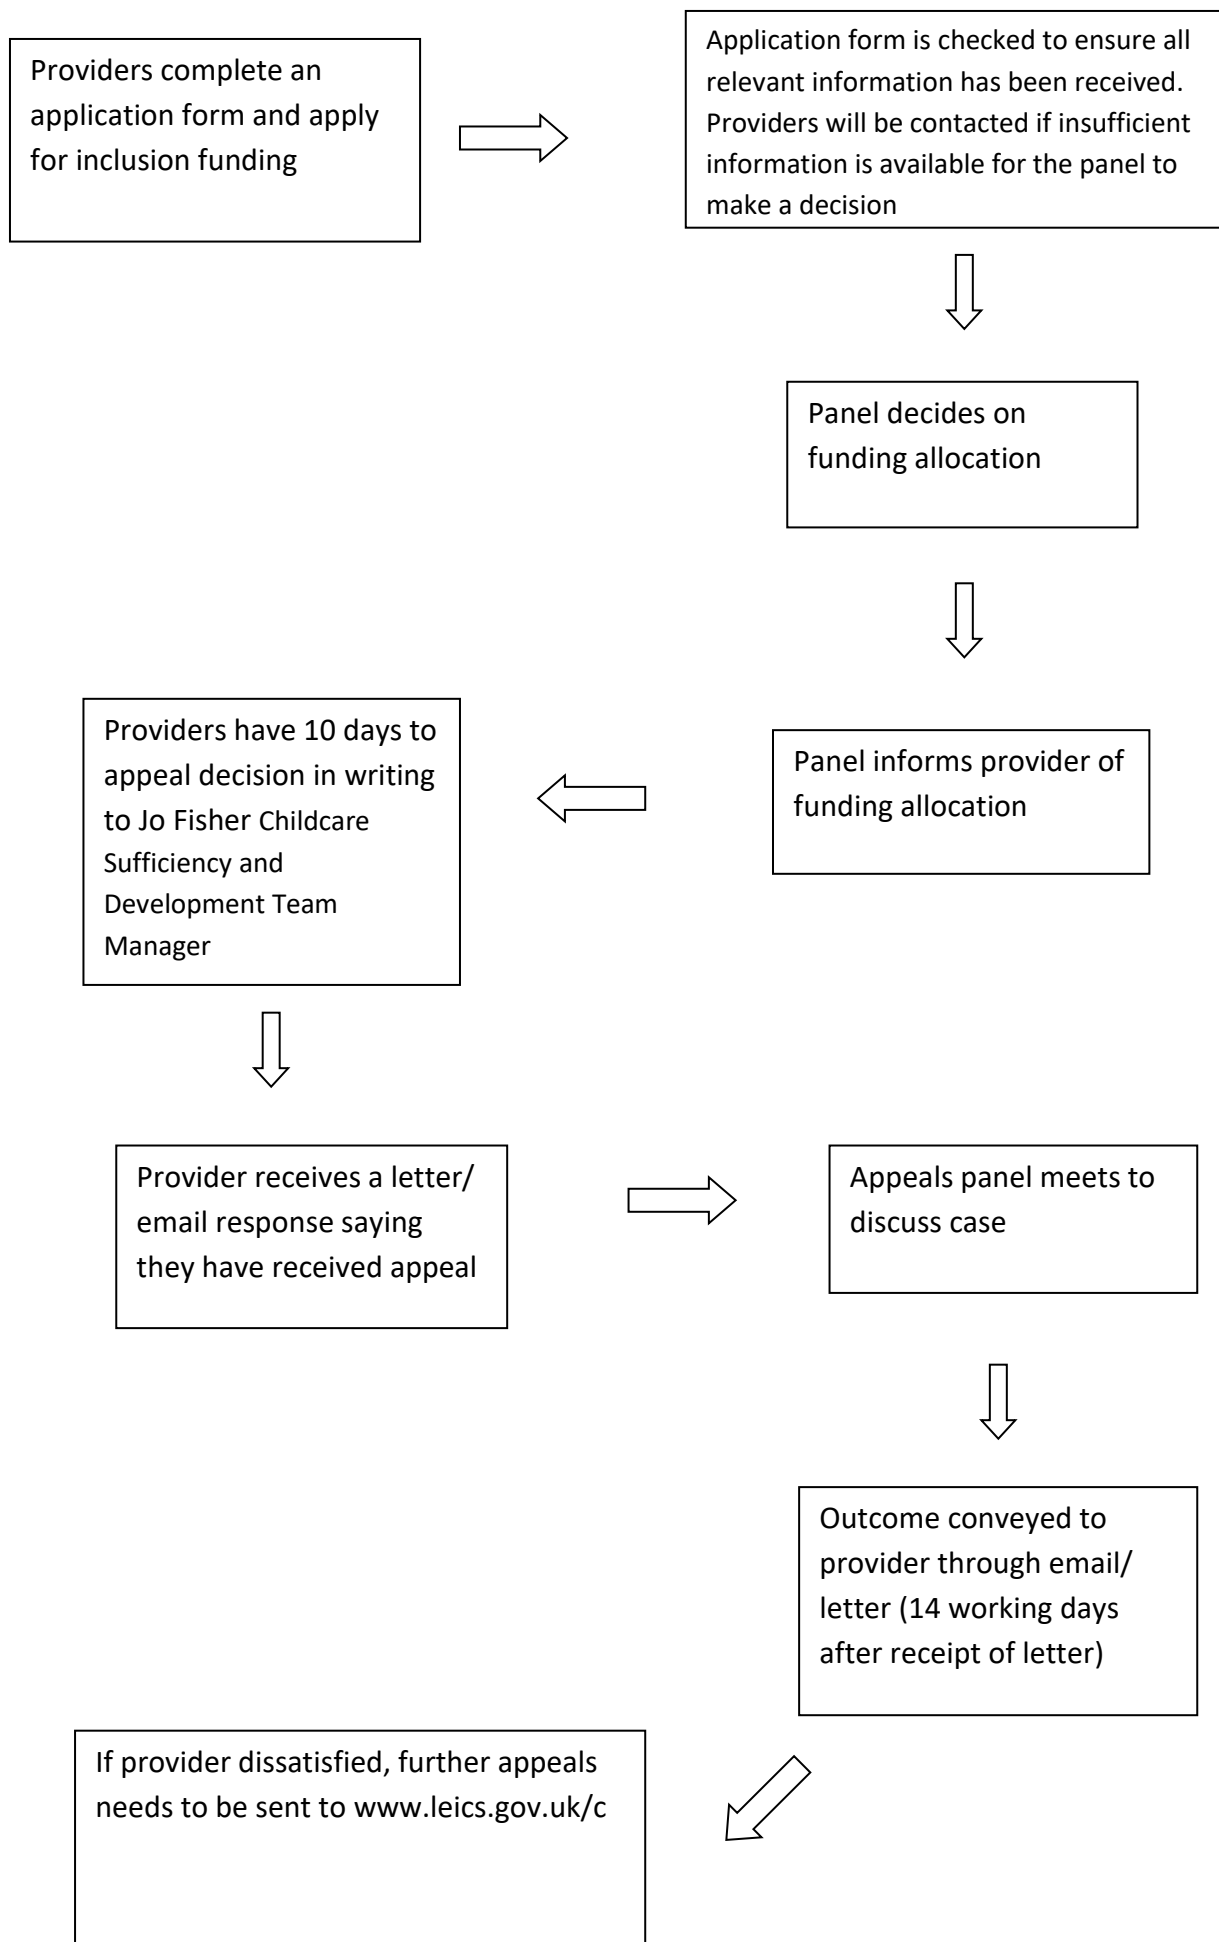 Providers complete an
application form and apply
for inclusion funding
Application form is checked to ensure all
relevant information has been received.
Providers will be contacted if insufficient
information is available for the panel to
make a decision
Panel decides on
funding allocation
Panel informs provider of
funding allocation
Providers have 10 days to
appeal decision in writing
to Jo Fisher Childcare
Sufficiency and
Development Team
Manager
Provider receives a letter/
email response saying
they have received appeal
Appeals panel meets to
discuss case
Outcome conveyed to
provider through email/
letter (14 working days
after receipt of letter)
If provider dissatisfied, further appeals
needs to be sent to www.leics.gov.uk/c